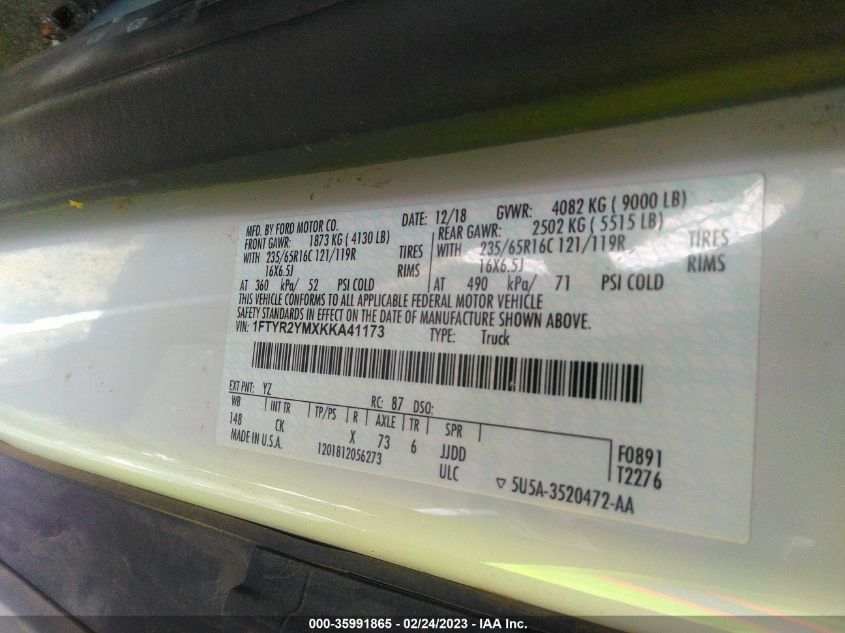 MFD. BY FORD MOTOR CO. DATE: 12/18 GVWR: 4082 KG ( 9000 LB)
FRONT GAWR: 1873 KG ( 4130 LB) REAR GAWR: 2502 KG ( 5515 LB)
WITH 235/65R16C 121/119R TIRES WITH 235/65R16C 121/119R TIRES
16X6.5J RIMS 16X6.5J RIMS
AT 360 kPa/ 52 PSI COLD AT 490 kPa/ 71 PSI COLD
THIS VEHICLE CONFORMS TO ALL APPLICABLE FEDERAL MOTOR VEHICLE
SAFETY STANDARDS IN EFFECT ON THE DATE OF MANUFACTURE SHOWN ABOVE.
VIN: 1FTYR2YMXKKA41173 TYPE: Truck
EXT PNT: YZ RC: 87 DSO:
WB INT TR TP/PS R AXLE TR SPR
148 CK X 73 6 JJDD F0891
MADE IN U.S.A. 1201812056273 ULC T2276
▽ 5U5A-3520472-AA
000-35991865 - 02/24/2023 - IAA Inc.